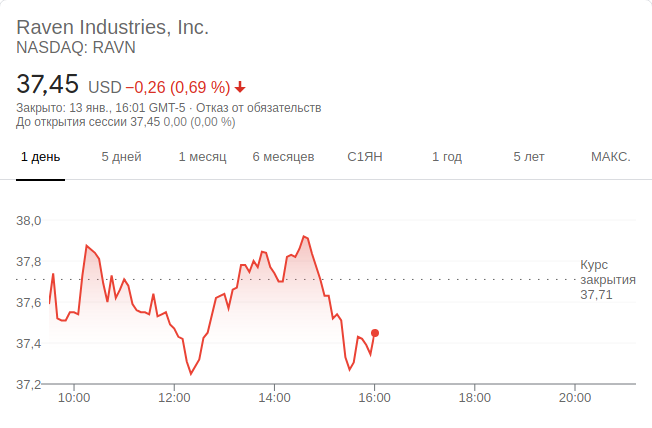 Raven Industries, Inc.
NASDAQ: RAVN
37,45 USD −0,26 (0,69 %)
Закрыто: 13 янв., 16:01 GMT-5 · Отказ от обязательств
До открытия сессии 37,45 0,00 (0,00 %)
1 день 5 дней 1 месяц 6 месяцев С1ЯН 1 год 5 лет МАКС.
38,0
37,8
Курс
закрытия
37,71
37,6
37,4
37,2
10:00 12:00 14:00 16:00 18:00 20:00